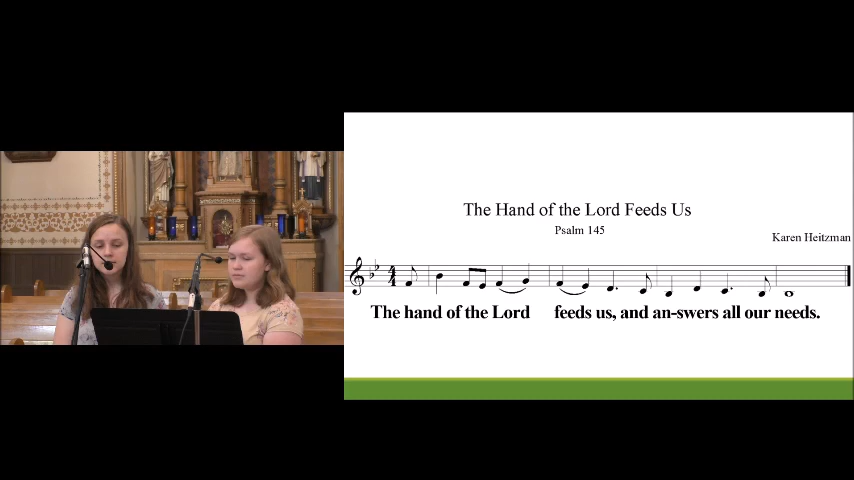 The Hand of the Lord Feeds Us
Psalm 145
Karen Heitzman
The hand of the Lord feeds us, and an-swers all our needs.